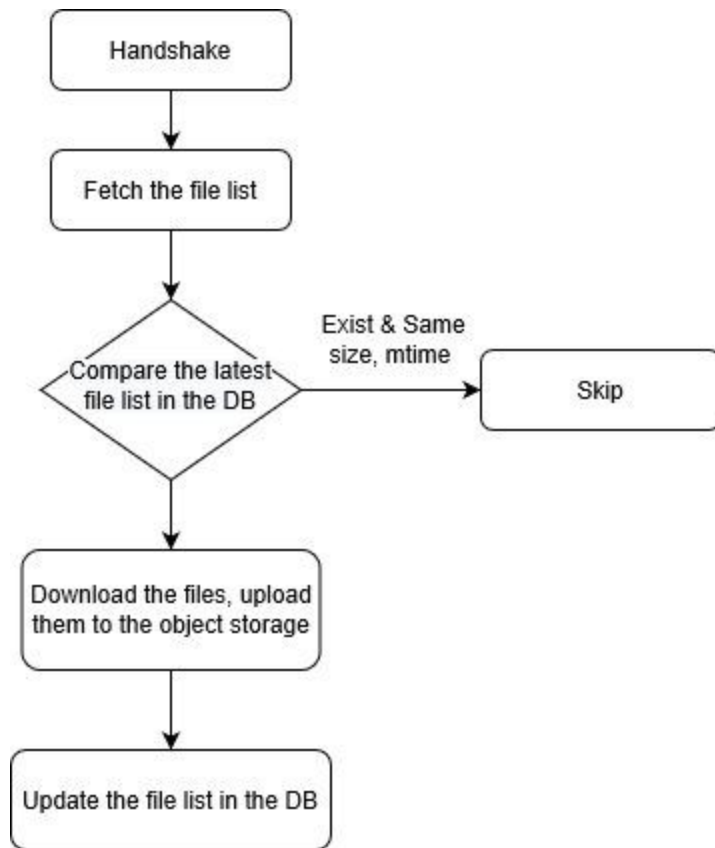 Handshake
Fetch the file list
Exist & Same
size, mtime
Compare the latest
file list in the DB
Skip
Download the files, upload
them to the object storage
Update the file list in the DB